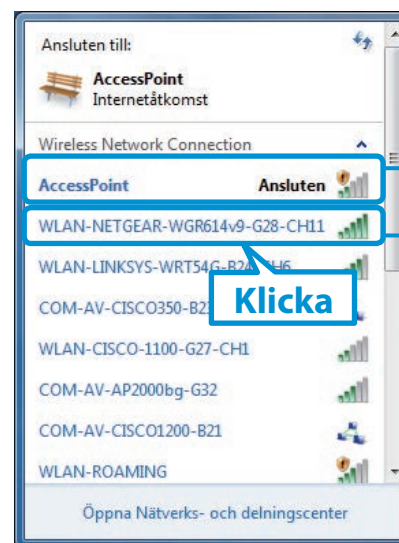 Ansluten till:
AccessPoint
Internetåtkomst
Wireless Network Connection
AccessPoint Ansluten
WLAN-NETGEAR-WGR614v9-G28-CH11
WLAN-LINKSYS-WRT54G-B24-CH6
Klicka
COM-AV-CISCO350-B2
WLAN-CISCO-1100-G27-CH1
COM-AV-AP2000bg-G32
COM-AV-CISCO1200-B21
WLAN-ROAMING
Öppna Nätverks- och delningscenter